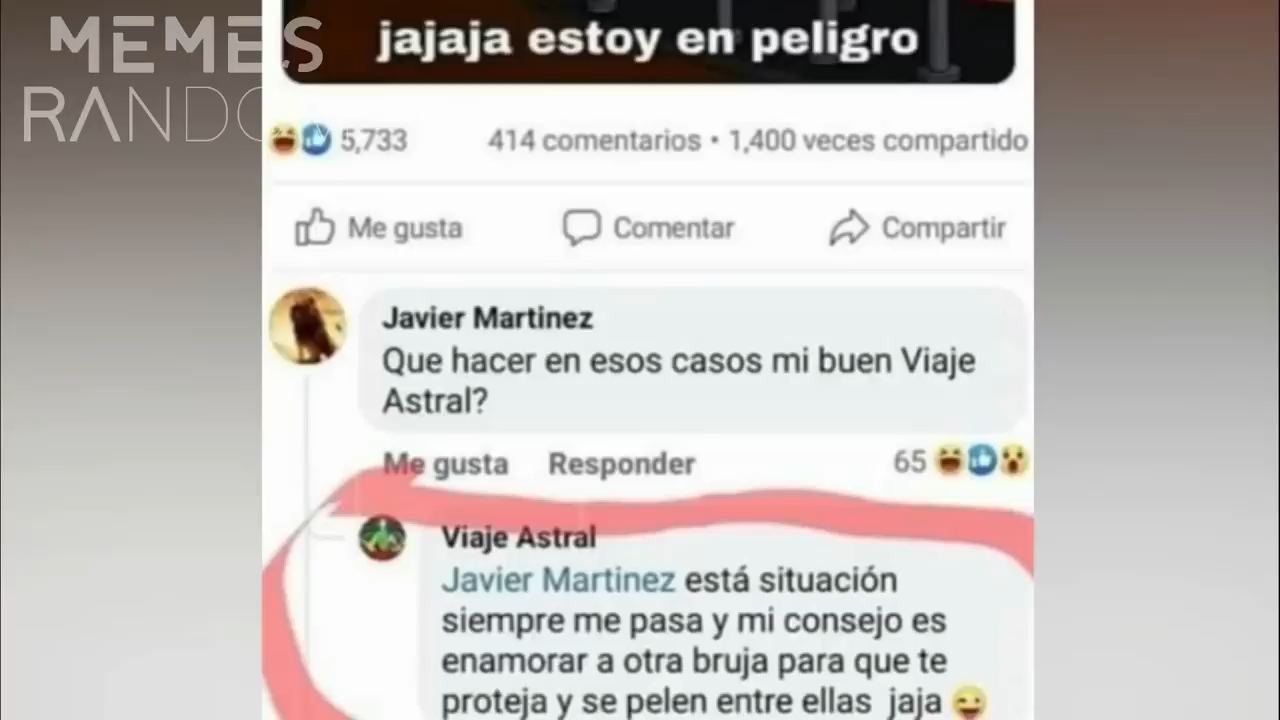 MEMES
RANDO
jajaja estoy en peligro
5,733 414 comentarios • 1,400 veces compartido
Me gusta Comentar Compartir
Javier Martinez
Que hacer en esos casos mi buen Viaje
Astral?
Me gusta Responder 65
Viaje Astral
Javier Martinez está situación
siempre me pasa y mi consejo es
enamorar a otra bruja para que te
proteja y se pelen entre ellas jaja